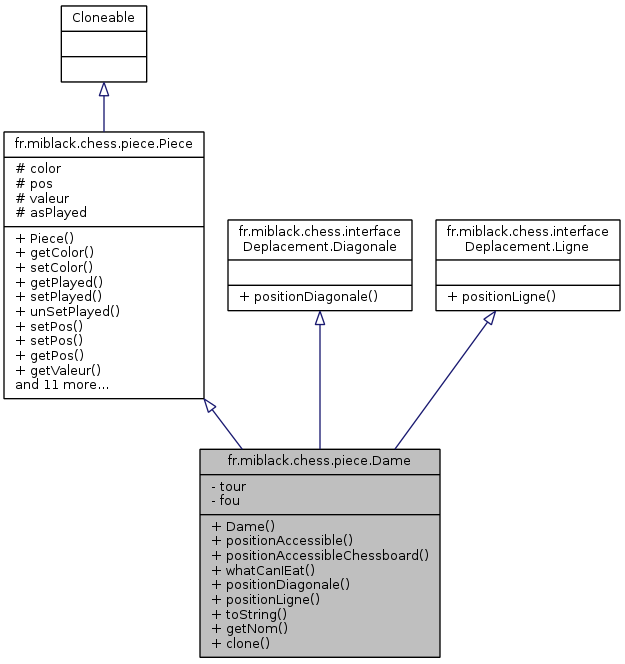 Cloneable
fr.miblack.chess.piece.Piece
# color
# pos
# valeur
# asPlayed
+ Piece()
+ getColor()
+ setColor()
+ getPlayed()
+ setPlayed()
+ unSetPlayed()
+ setPos()
+ setPos()
+ getPos()
+ getValeur()
and 11 more...
fr.miblack.chess.interface
Deplacement.Diagonale
+ positionDiagonale()
fr.miblack.chess.interface
Deplacement.Ligne
+ positionLigne()
fr.miblack.chess.piece.Dame
- tour
- fou
+ Dame()
+ positionAccessible()
+ positionAccessibleChessboard()
+ whatCanIEat()
+ positionDiagonale()
+ positionLigne()
+ toString()
+ getNom()
+ clone()